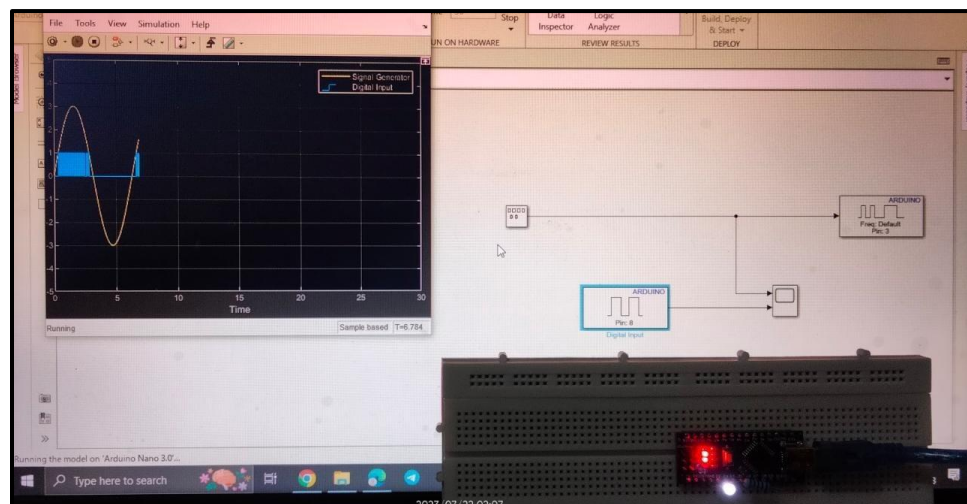 File Tools View Simulation Help
Stop
Data Inspector
Logic Analyzer
Build, Deploy & Start
UN ON HARDWARE
REVIEW RESULTS
DEPLOY
Model Browser
Signal Generator
Digital Input
3
2
1
0
-1
-2
-3
-4
-5
0 5 10 15 20 25 30
Time
Running
Sample based T=6.784
ARDUINO
Freq: Default
Pin: 3
ARDUINO
Pin: 8
Digital Input
Running the model on 'Arduino Nano 3.0'...
Type here to search